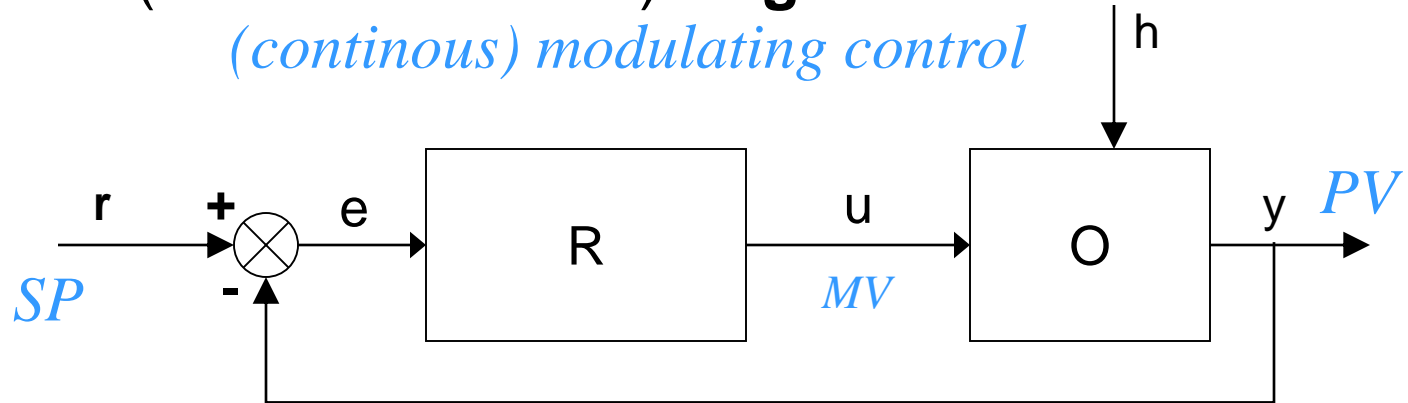 (continous) modulating control
h
r + e R u O y PV
SP - MV